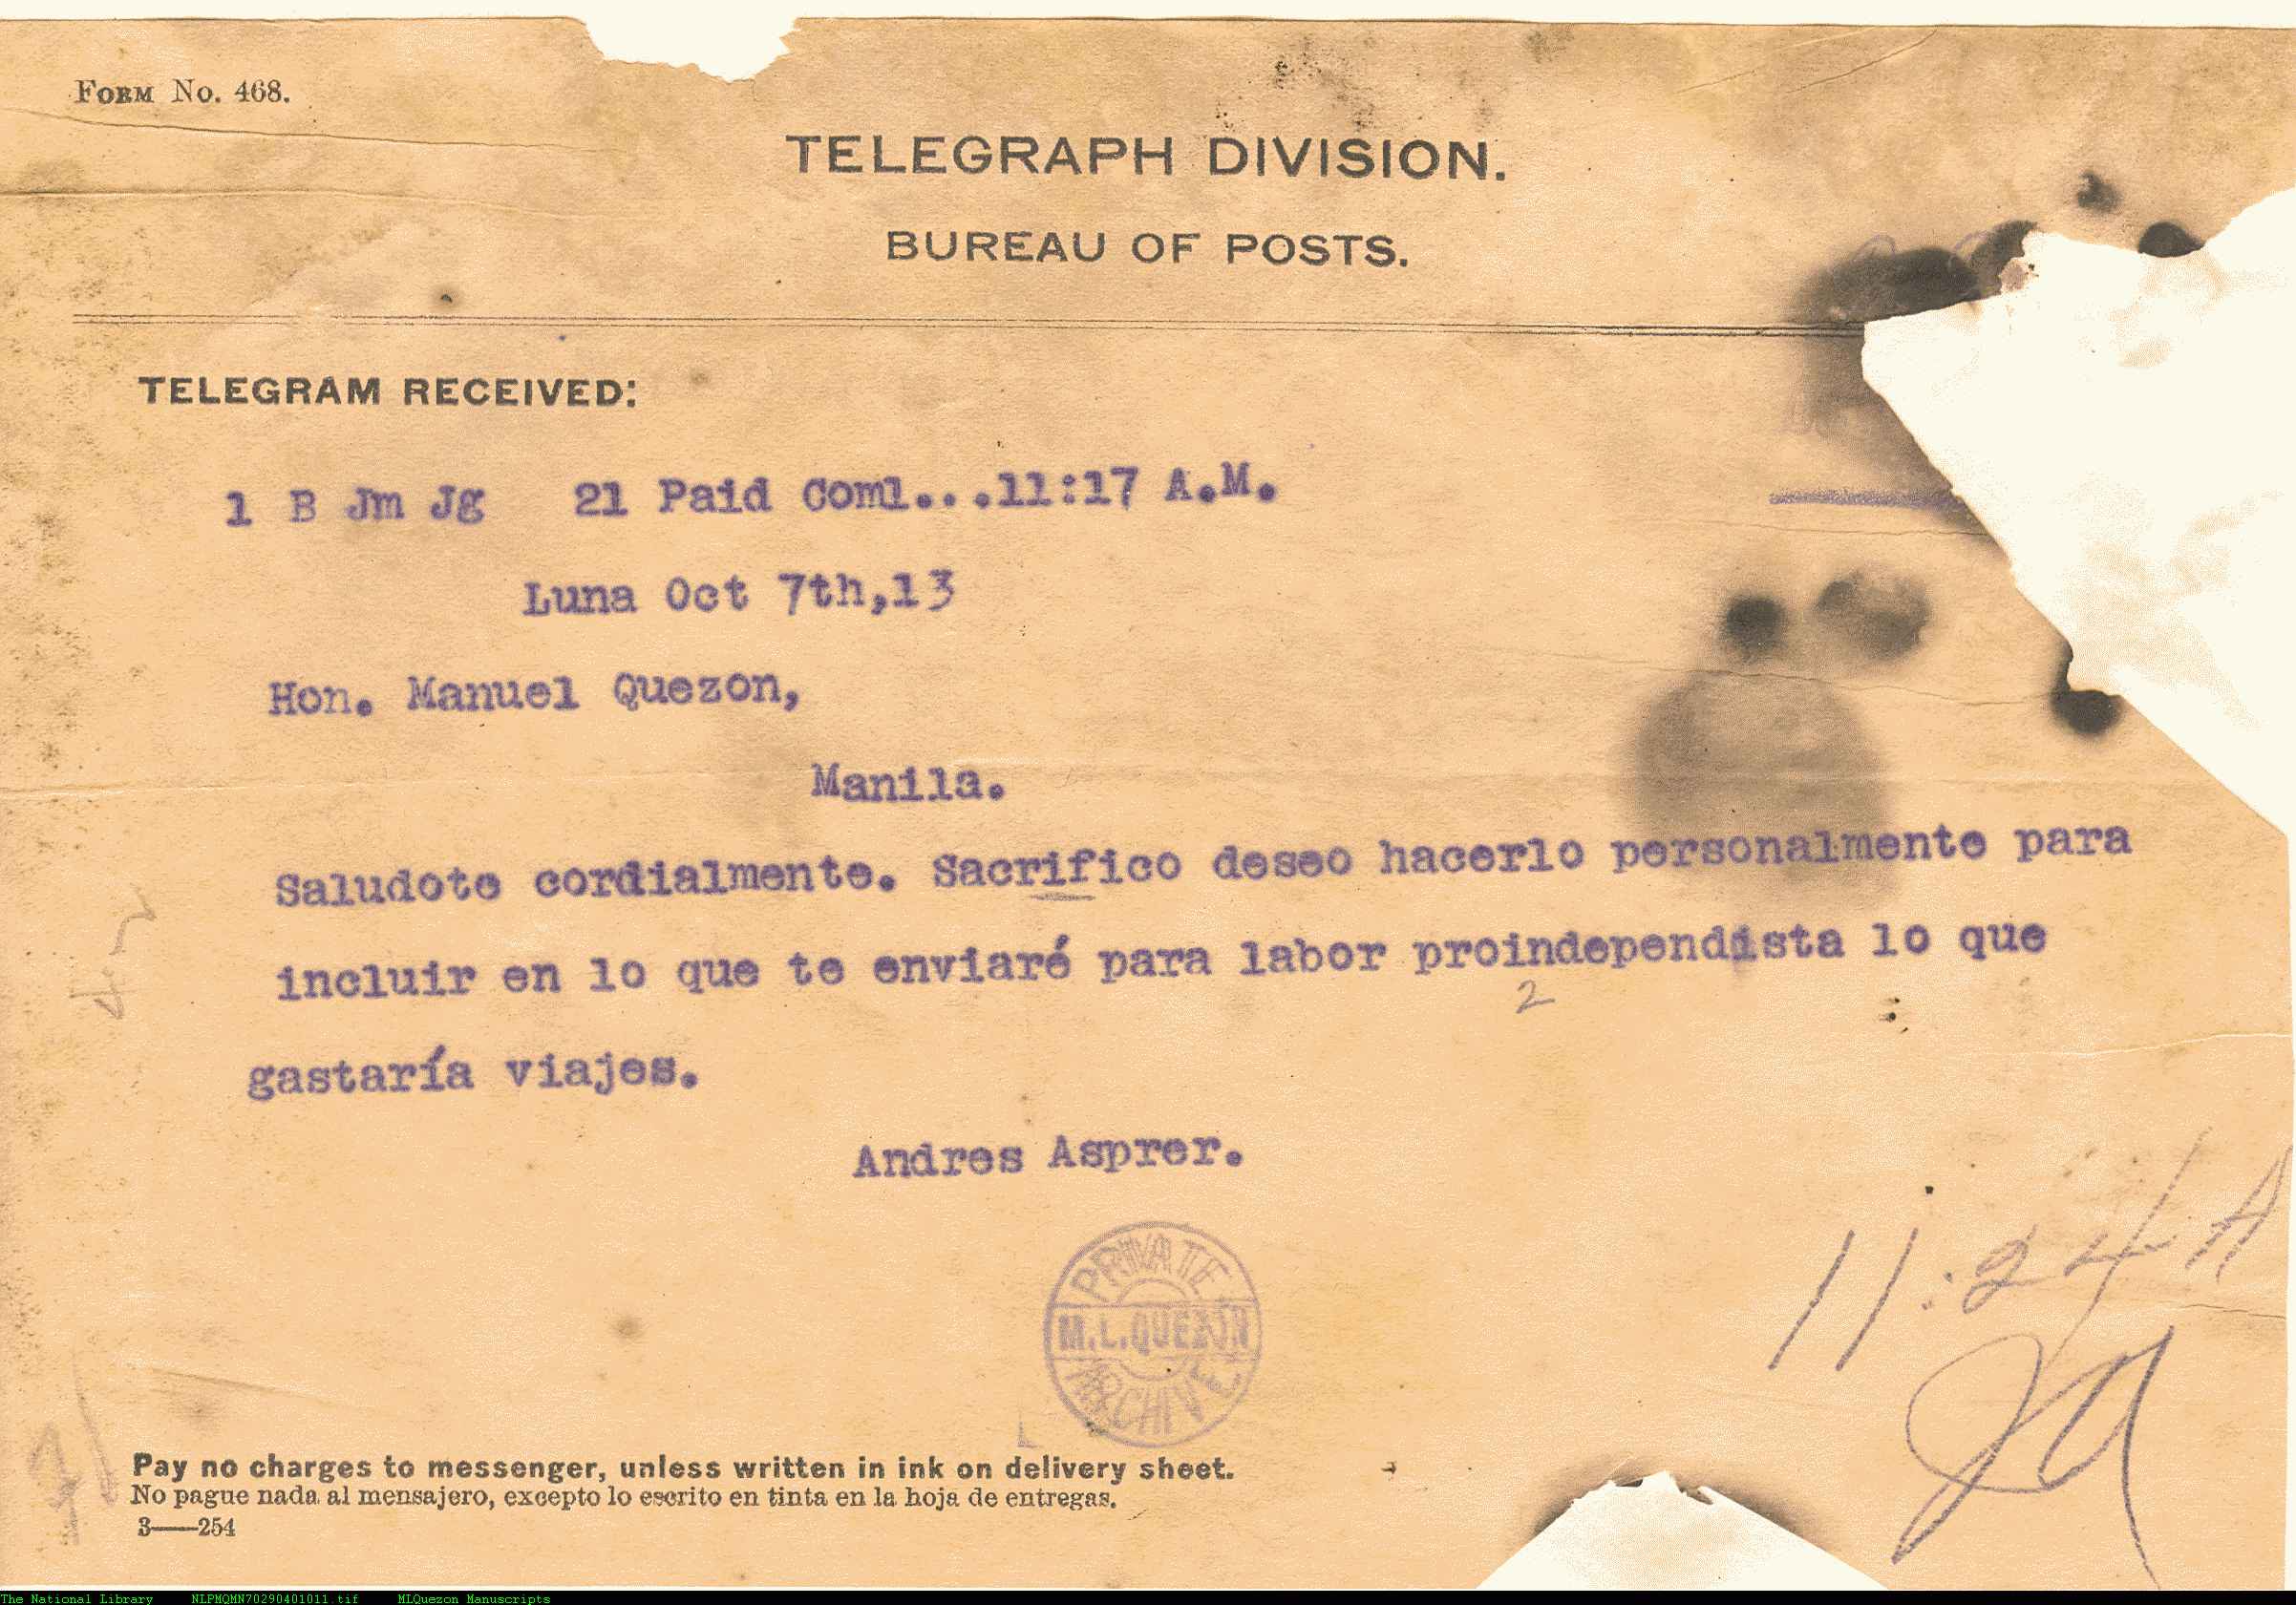 FORM No. 468.
TELEGRAPH DIVISION.
BUREAU OF POSTS.
TELEGRAM RECEIVED:
1 B Jm Jg 21 Paid Coml...11:17 A.M.
Luna Oct 7th,13
Hon. Manuel Quezon,
Manila.
Saludote cordialmente. Sacrifico deseo hacerlo personalmente para
incluir en lo que te enviaré para labor proindependista lo que
2
gastaría viajes.
Andres Asprer.
PRIVATE
M.L.QUEZON
ARCHIVE
11:24 A
Pay no charges to messenger, unless written in ink on delivery sheet.
No pague nada al mensajero, excepto lo escrito en tinta en la hoja de entregas.
3—254
The National Library NLPMQMN70290401011.tif MLQuezon Manuscripts